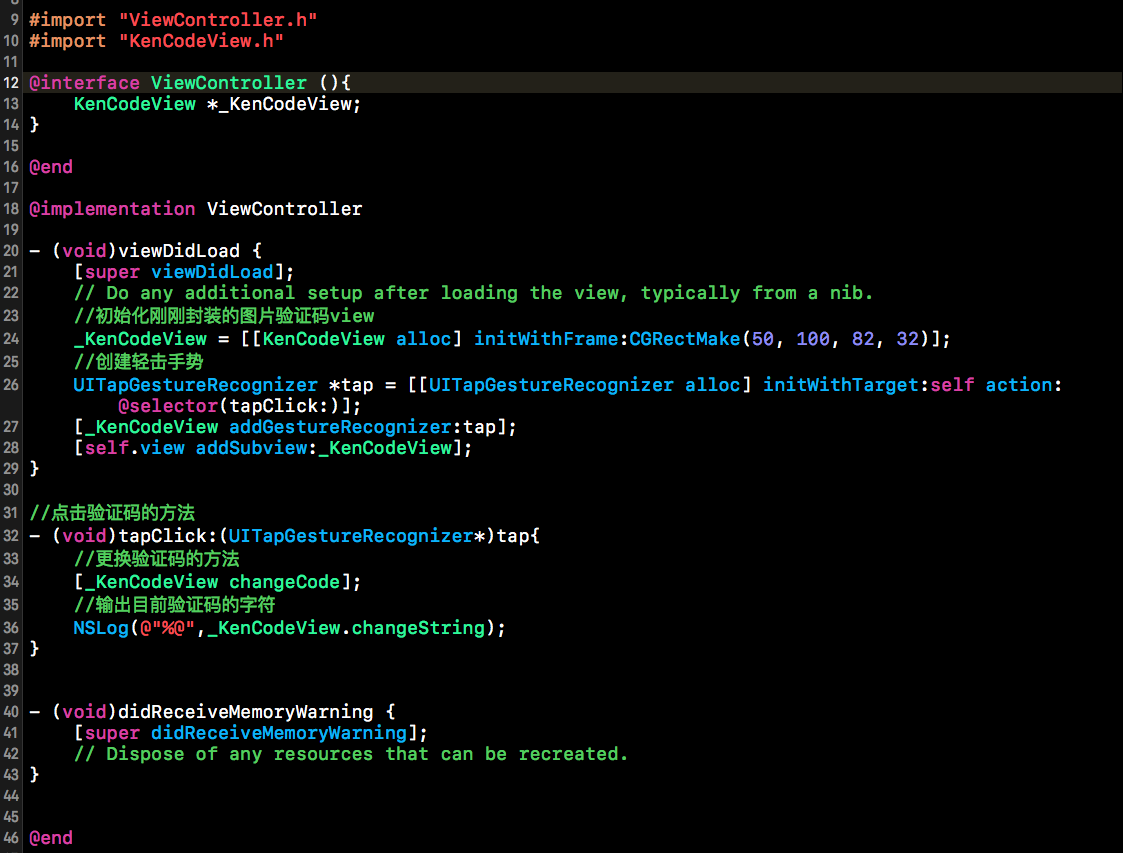 9 #import "ViewController.h"
10 #import "KenCodeView.h"
11
12 @interface ViewController (){
13     KenCodeView *_KenCodeView;
14 }
15
16 @end
17
18 @implementation ViewController
19
20 - (void)viewDidLoad {
21     [super viewDidLoad];
22     // Do any additional setup after loading the view, typically from a nib.
23     //初始化刚刚封装的图片验证码view
24     _KenCodeView = [[KenCodeView alloc] initWithFrame:CGRectMake(50, 100, 82, 32)];
25     //创建轻击手势
26     UITapGestureRecognizer *tap = [[UITapGestureRecognizer alloc] initWithTarget:self action:
        @selector(tapClick:)];
27     [_KenCodeView addGestureRecognizer:tap];
28     [self.view addSubview:_KenCodeView];
29 }
30
31 //点击验证码的方法
32 - (void)tapClick:(UITapGestureRecognizer*)tap{
33     //更换验证码的方法
34     [_KenCodeView changeCode];
35     //输出目前验证码的字符
36     NSLog(@"%@",_KenCodeView.changeString);
37 }
38
39
40 - (void)didReceiveMemoryWarning {
41     [super didReceiveMemoryWarning];
42     // Dispose of any resources that can be recreated.
43 }
44
45
46 @end